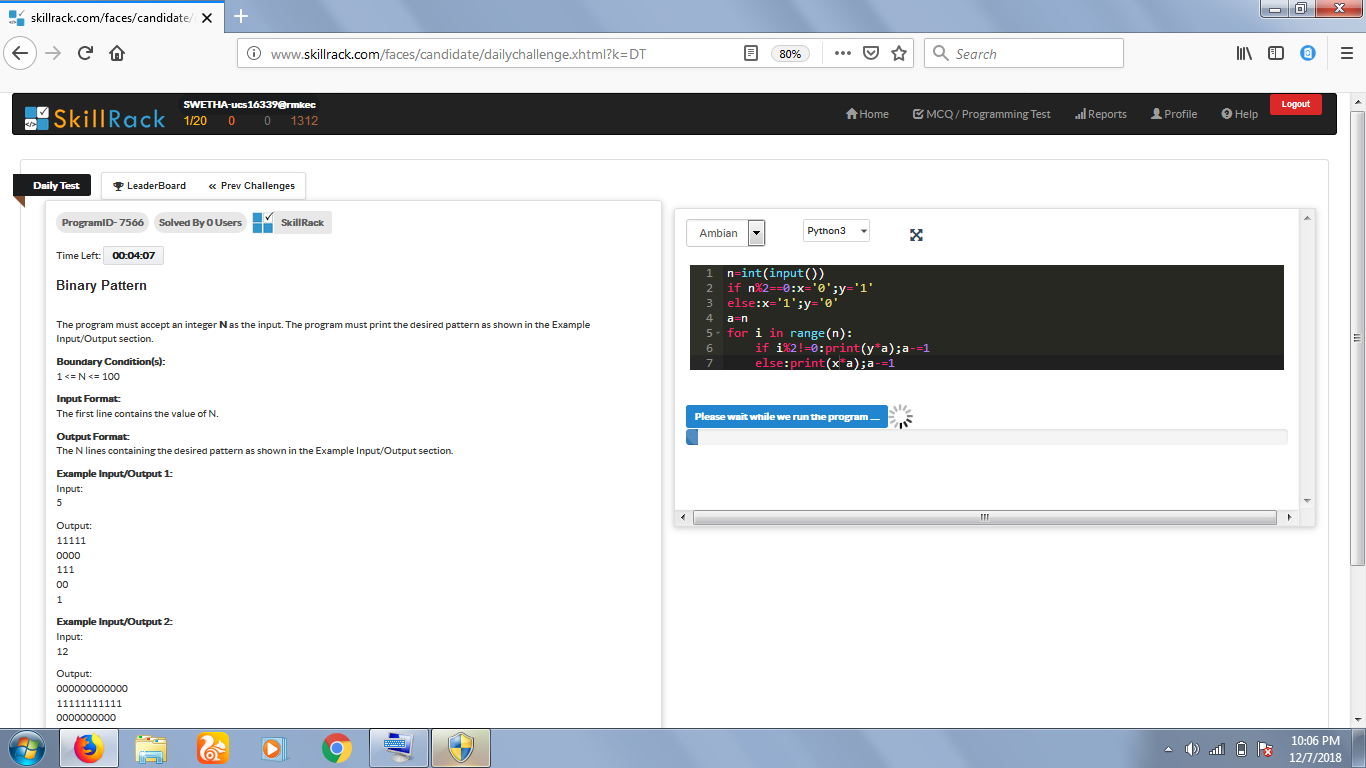 skillrack.com/faces/candidate/
www.skillrack.com/faces/candidate/dailychallenge.xhtml?k=DT
80%
Search
SkillRack
SWETHA-ucs16339@rmkec
1/20 0 0 1312
Home
MCQ / Programming Test
Reports
Profile
Help
Logout
Daily Test
LeaderBoard
Prev Challenges
ProgramID- 7566
Solved By 0 Users
SkillRack
Time Left: 00:04:07
Binary Pattern
The program must accept an integer N as the input. The program must print the desired pattern as shown in the Example
Input/Output section.
Boundary Condition(s):
1 <= N <= 100
Input Format:
The first line contains the value of N.
Output Format:
The N lines containing the desired pattern as shown in the Example Input/Output section.
Example Input/Output 1:
Input:
5
Output:
11111
0000
111
00
1
Example Input/Output 2:
Input:
12
Output:
000000000000
11111111111
0000000000
Ambian
Python3
1 n=int(input())
2 if n%2==0:x='0';y='1'
3 else:x='1';y='0'
4 a=n
5 for i in range(n):
6     if i%2!=0:print(y*a);a-=1
7     else:print(x*a);a-=1
Please wait while we run the program ....
10:06 PM
12/7/2018